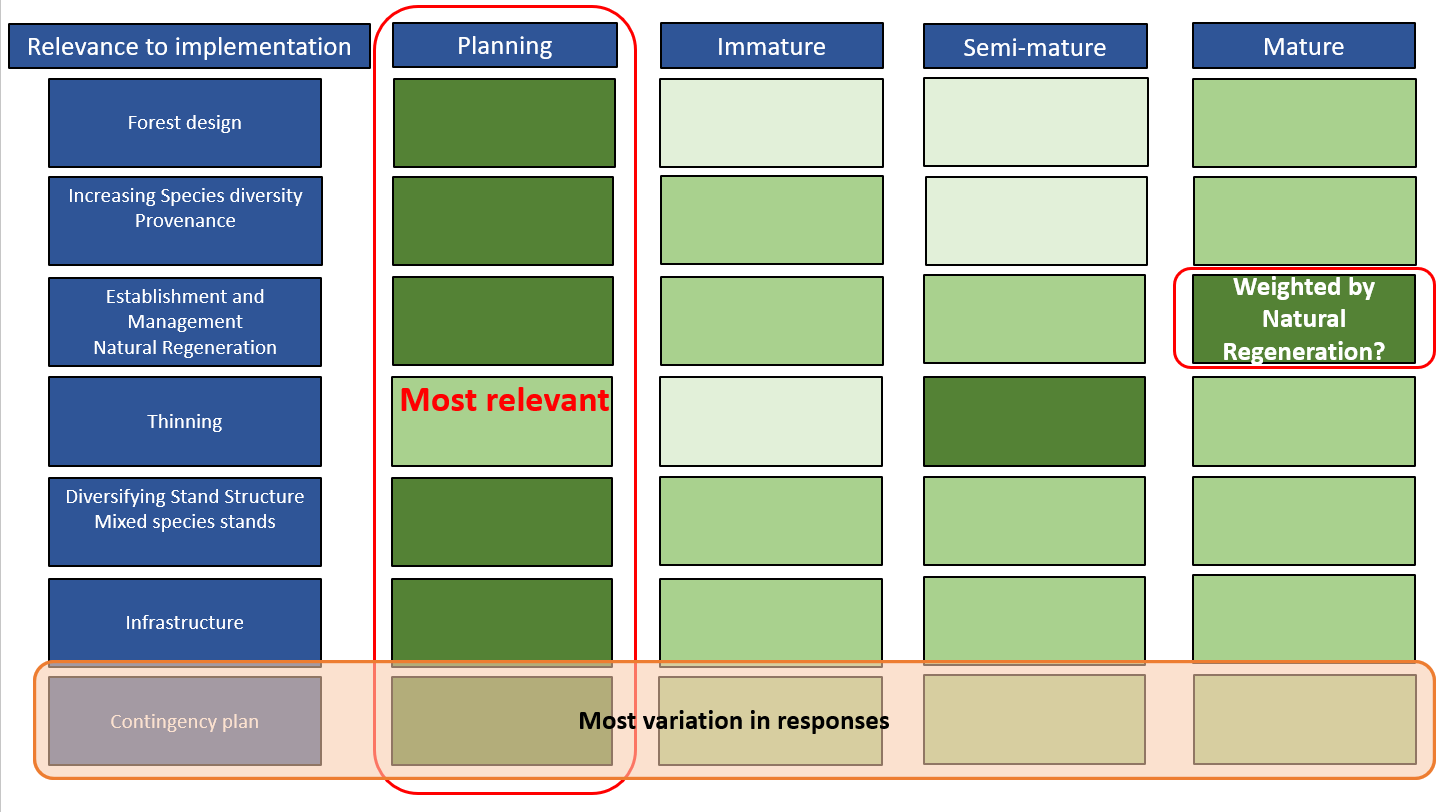 Relevance to implementation
Planning
Immature
Semi-mature
Mature
Forest design
Increasing Species diversity
Provenance
Establishment and
Management
Natural Regeneration
Weighted by
Natural
Regeneration?
Thinning
Most relevant
Diversifying Stand Structure
Mixed species stands
Infrastructure
Contingency plan
Most variation in responses